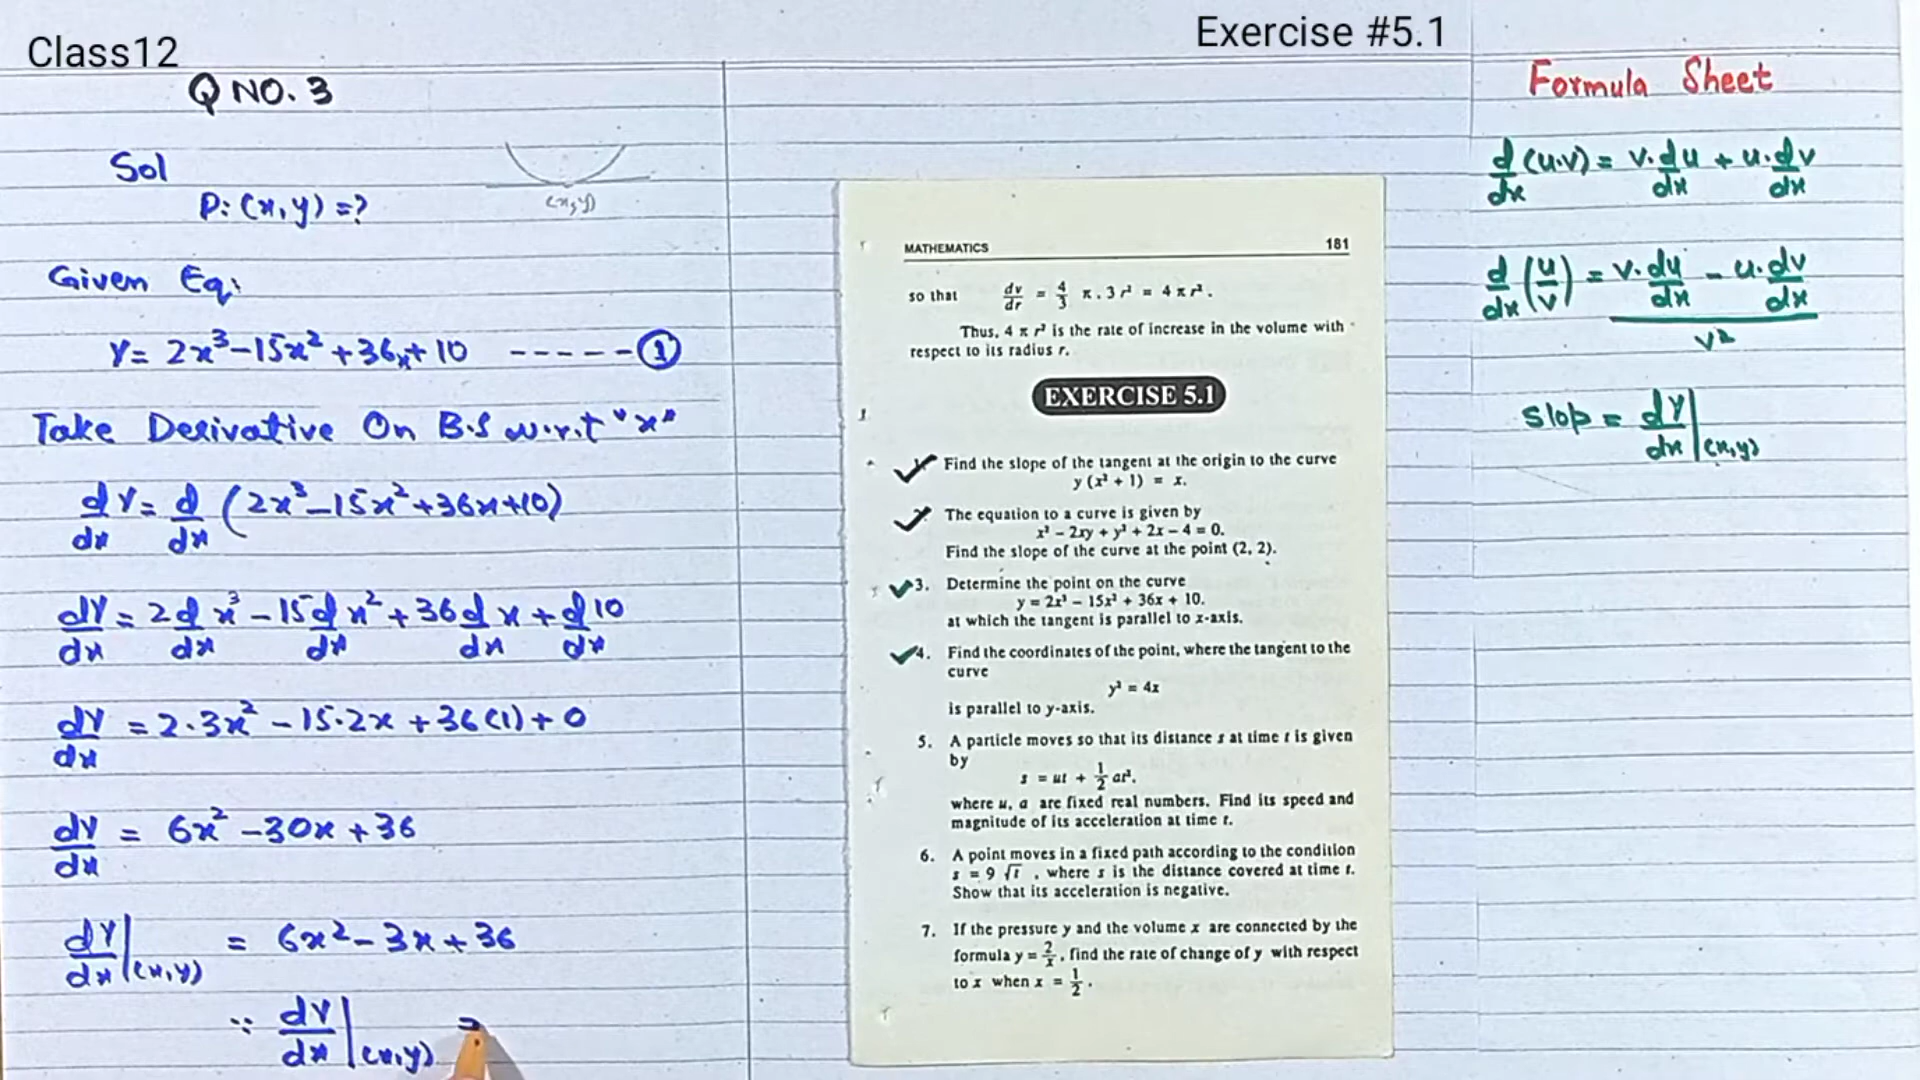 Class12
Exercise #5.1
Q NO. 3
Sol
P: (x, y) = ?
(x,y)
Given Eq:
Y = 2x³ - 15x² + 36x + 10 ------ ①
Take Derivative On B.S w.r.t "x"
d/dx Y = d/dx (2x³ - 15x² + 36x + 10)
dY/dx = 2 d/dx x³ - 15 d/dx x² + 36 d/dx x + d/dx 10
dY/dx = 2·3x² - 15·2x + 36(1) + 0
dY/dx = 6x² - 30x + 36
dY/dx|(x,y) = 6x² - 3x + 36
∵ dY/dx|(x,y) =
MATHEMATICS 181
so that dv/dr = 4/3 π . 3 r² = 4 π r² .
Thus, 4 π r² is the rate of increase in the volume with
respect to its radius r.
EXERCISE 5.1
Find the slope of the tangent at the origin to the curve
y (x² + 1) = x.
The equation to a curve is given by
x² – 2xy + y² + 2x – 4 = 0.
Find the slope of the curve at the point (2, 2).
3. Determine the point on the curve
y = 2x³ – 15x² + 36x + 10.
at which the tangent is parallel to x-axis.
4. Find the coordinates of the point, where the tangent to the
curve
y² = 4x
is parallel to y-axis.
5. A particle moves so that its distance s at time t is given
by
s = ut + 1/2 at²,
where u, a are fixed real numbers. Find its speed and
magnitude of its acceleration at time t.
6. A point moves in a fixed path according to the condition
s = 9 √t , where s is the distance covered at time t.
Show that its acceleration is negative.
7. If the pressure y and the volume x are connected by the
formula y = 2/x , find the rate of change of y with respect
to x when x = 1/2 .
Formula Sheet
d/dx (u.v) = v.du/dx + u.dv/dx
d/dx (u/v) = (v.du/dx - u.dv/dx)/v²
Slop = dY/dx|(x,y)